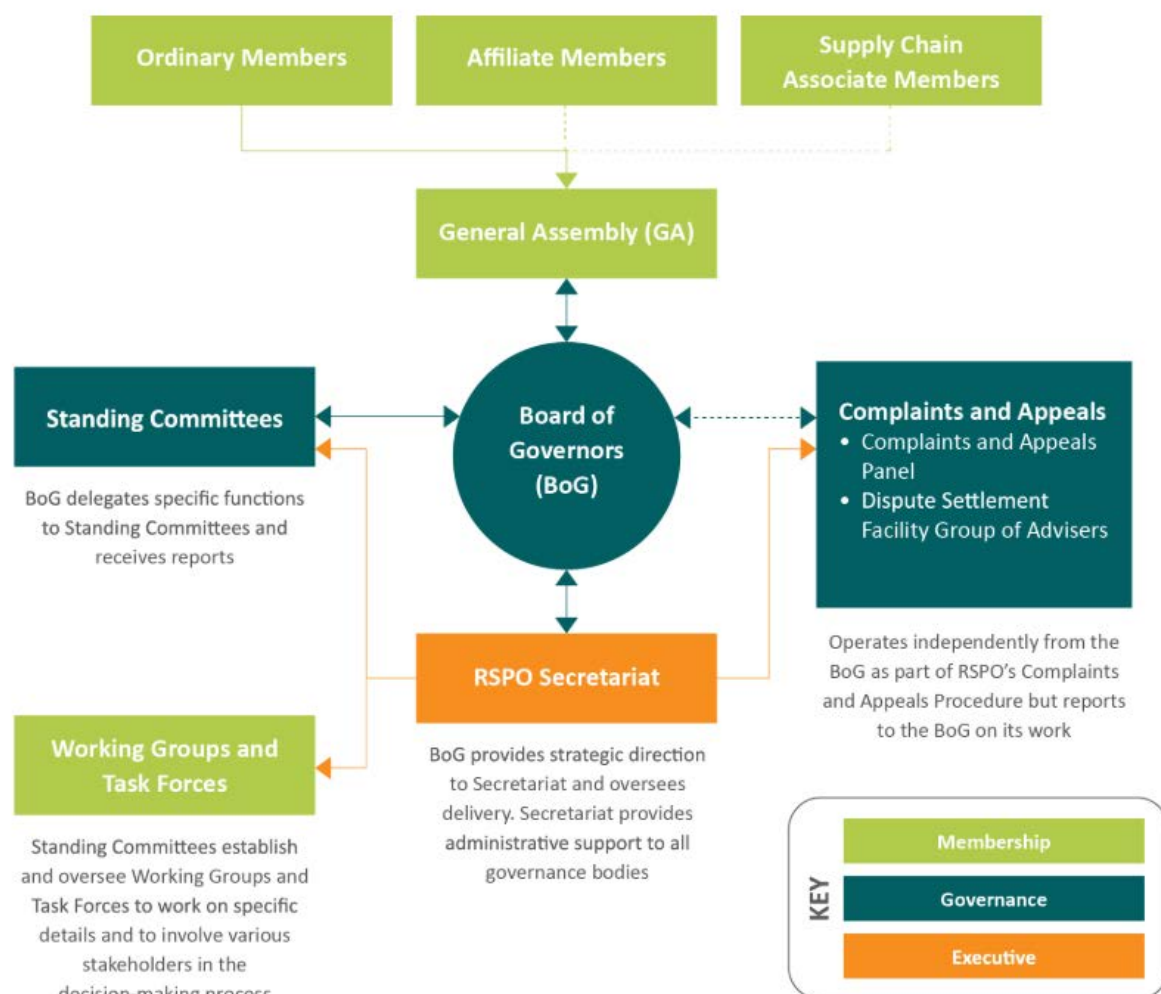 Ordinary Members
Affiliate Members
Supply Chain
Associate Members
General Assembly (GA)
Standing Committees
BoG delegates specific functions
to Standing Committees and
receives reports
Board of
Governors
(BoG)
Complaints and Appeals
• Complaints and Appeals
Panel
• Dispute Settlement
Facility Group of Advisers
Operates independently from the
BoG as part of RSPO’s Complaints
and Appeals Procedure but reports
to the BoG on its work
RSPO Secretariat
BoG provides strategic direction
to Secretariat and oversees
delivery. Secretariat provides
administrative support to all
governance bodies
Working Groups and
Task Forces
Standing Committees establish
and oversee Working Groups and
Task Forces to work on specific
details and to involve various
stakeholders in the
decision-making process
KEY
Membership
Governance
Executive